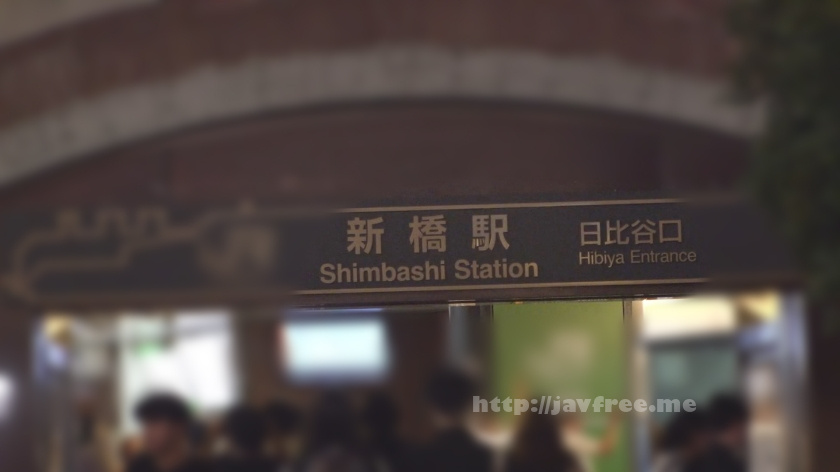 新橋駅
Shimbashi Station
日比谷口
Hibiya Entrance
http://javfree.me